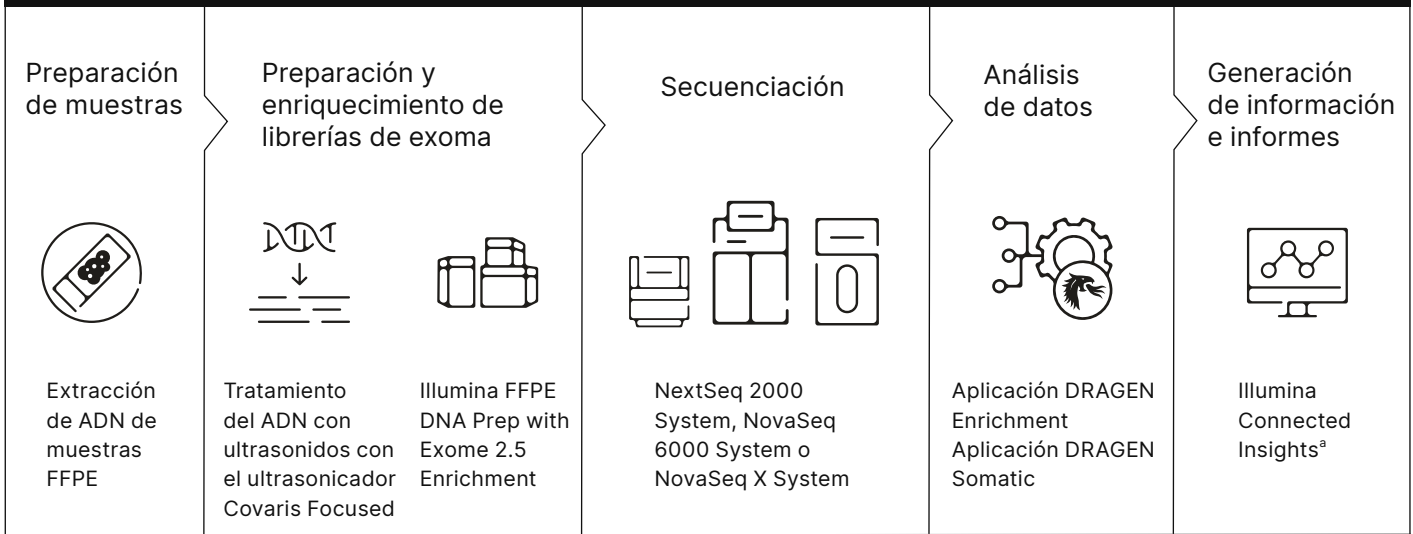 Preparación
de muestras
Preparación y
enriquecimiento de
librerías de exoma
Secuenciación
Análisis
de datos
Generación
de información
e informes
Extracción
de ADN de
muestras
FFPE
Tratamiento
del ADN con
ultrasonidos con
el ultrasonicador
Covaris Focused
Illumina FFPE
DNA Prep with
Exome 2.5
Enrichment
NextSeq 2000
System, NovaSeq
6000 System o
NovaSeq X System
Aplicación DRAGEN
Enrichment
Aplicación DRAGEN
Somatic
Illumina
Connected
Insightsª